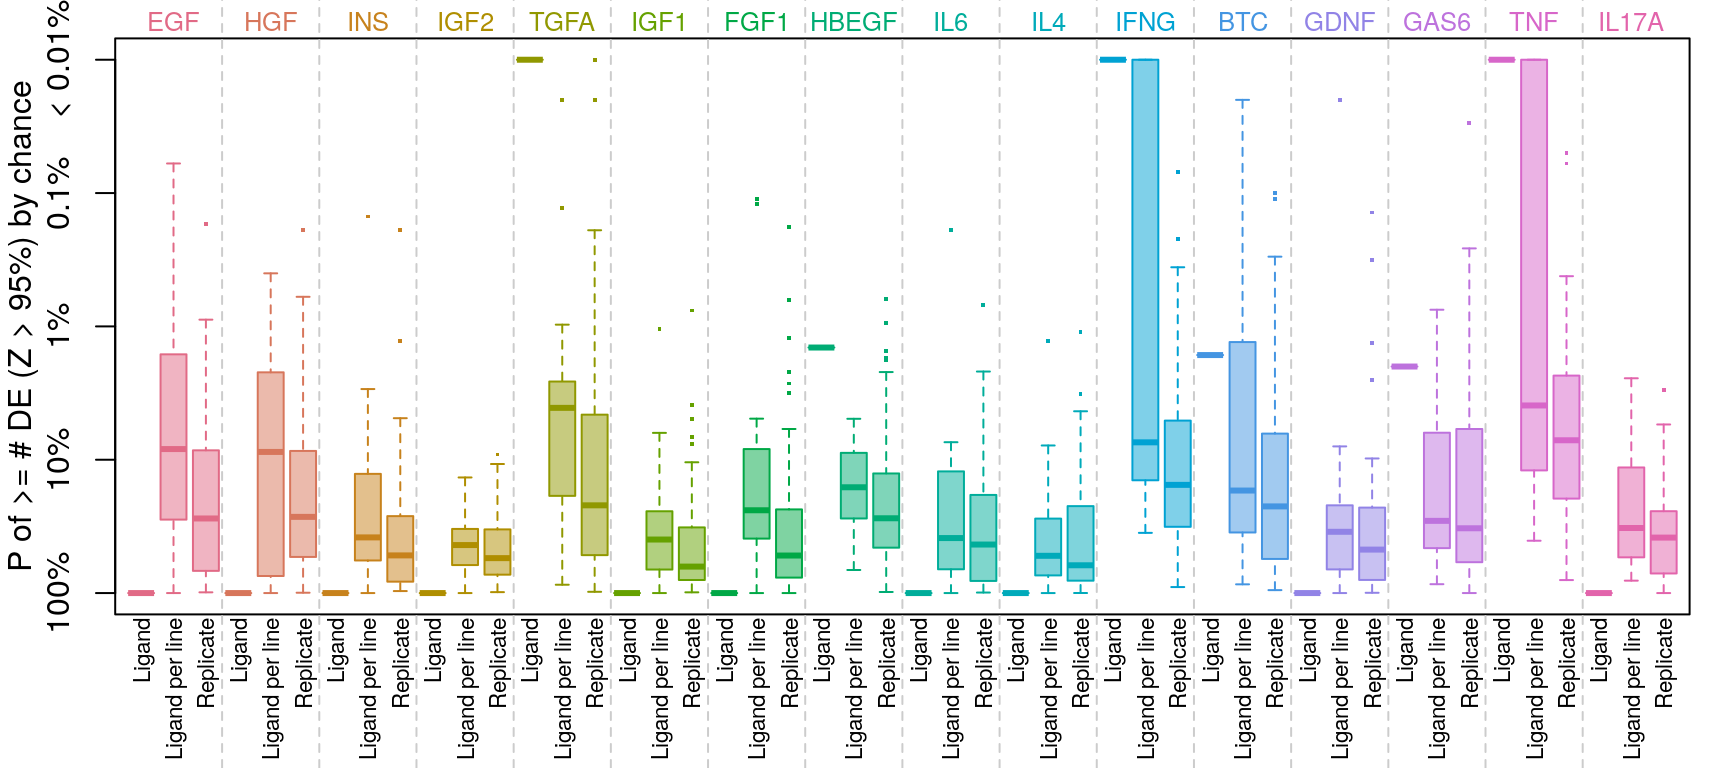 EGF HGF INS IGF2 TGFA IGF1 FGF1 HBEGF IL6 IL4 IFNG BTC GDNF GAS6 TNF IL17A
P of >= # DE (Z > 95%) by chance
< 0.01%
0.1%
1%
10%
100%
Ligand
Ligand per line
Replicate
Ligand
Ligand per line
Replicate
Ligand
Ligand per line
Replicate
Ligand
Ligand per line
Replicate
Ligand
Ligand per line
Replicate
Ligand
Ligand per line
Replicate
Ligand
Ligand per line
Replicate
Ligand
Ligand per line
Replicate
Ligand
Ligand per line
Replicate
Ligand
Ligand per line
Replicate
Ligand
Ligand per line
Replicate
Ligand
Ligand per line
Replicate
Ligand
Ligand per line
Replicate
Ligand
Ligand per line
Replicate
Ligand
Ligand per line
Replicate
Ligand
Ligand per line
Replicate